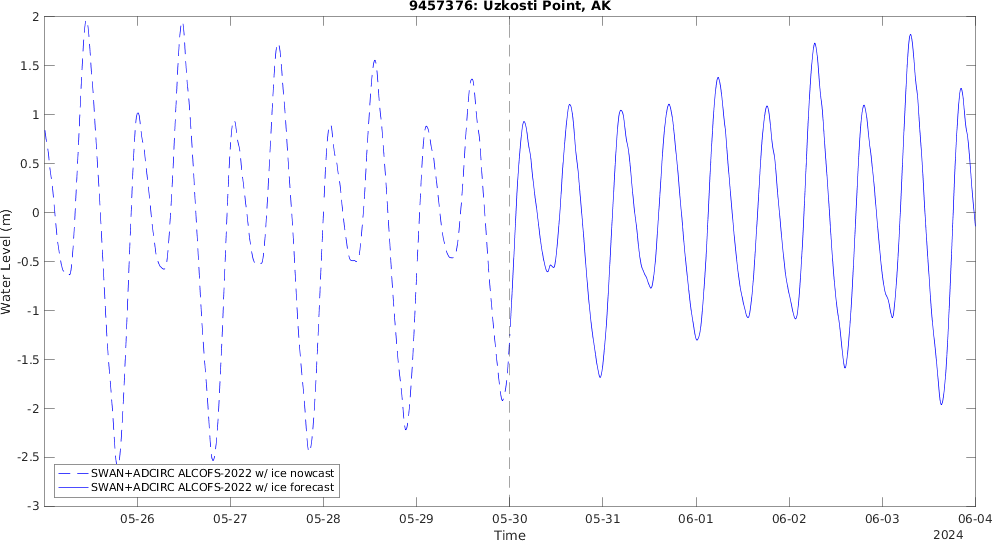 9457376: Uzkosti Point, AK
2
1.5
1
0.5
0
-0.5
-1
-1.5
-2
-2.5
-3
Water Level (m)
SWAN+ADCIRC ALCOFS-2022 w/ ice nowcast
SWAN+ADCIRC ALCOFS-2022 w/ ice forecast
05-26 05-27 05-28 05-29 05-30 05-31 06-01 06-02 06-03 06-04
Time
2024